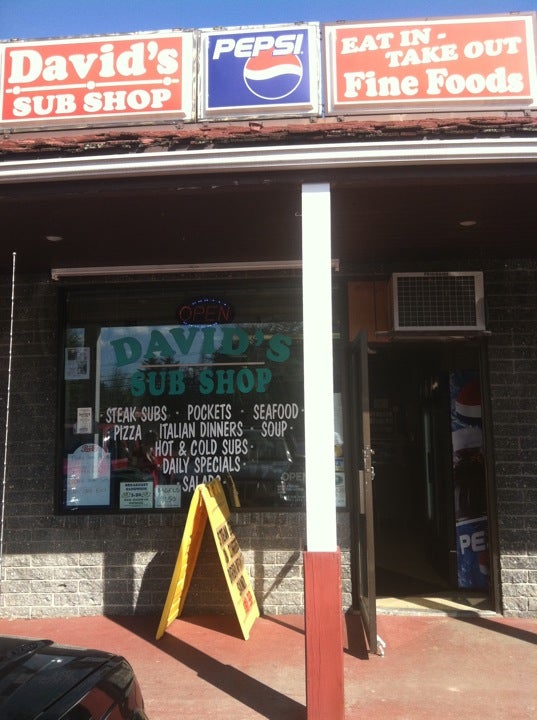 David's
SUB SHOP
PEPSI
EAT IN -
TAKE OUT
Fine Foods
OPEN
DAVID'S
SUB SHOP
STEAK SUBS · POCKETS · SEAFOOD
PIZZA · ITALIAN DINNERS · SOUP
HOT & COLD SUBS
DAILY SPECIALS
SALADS
PE